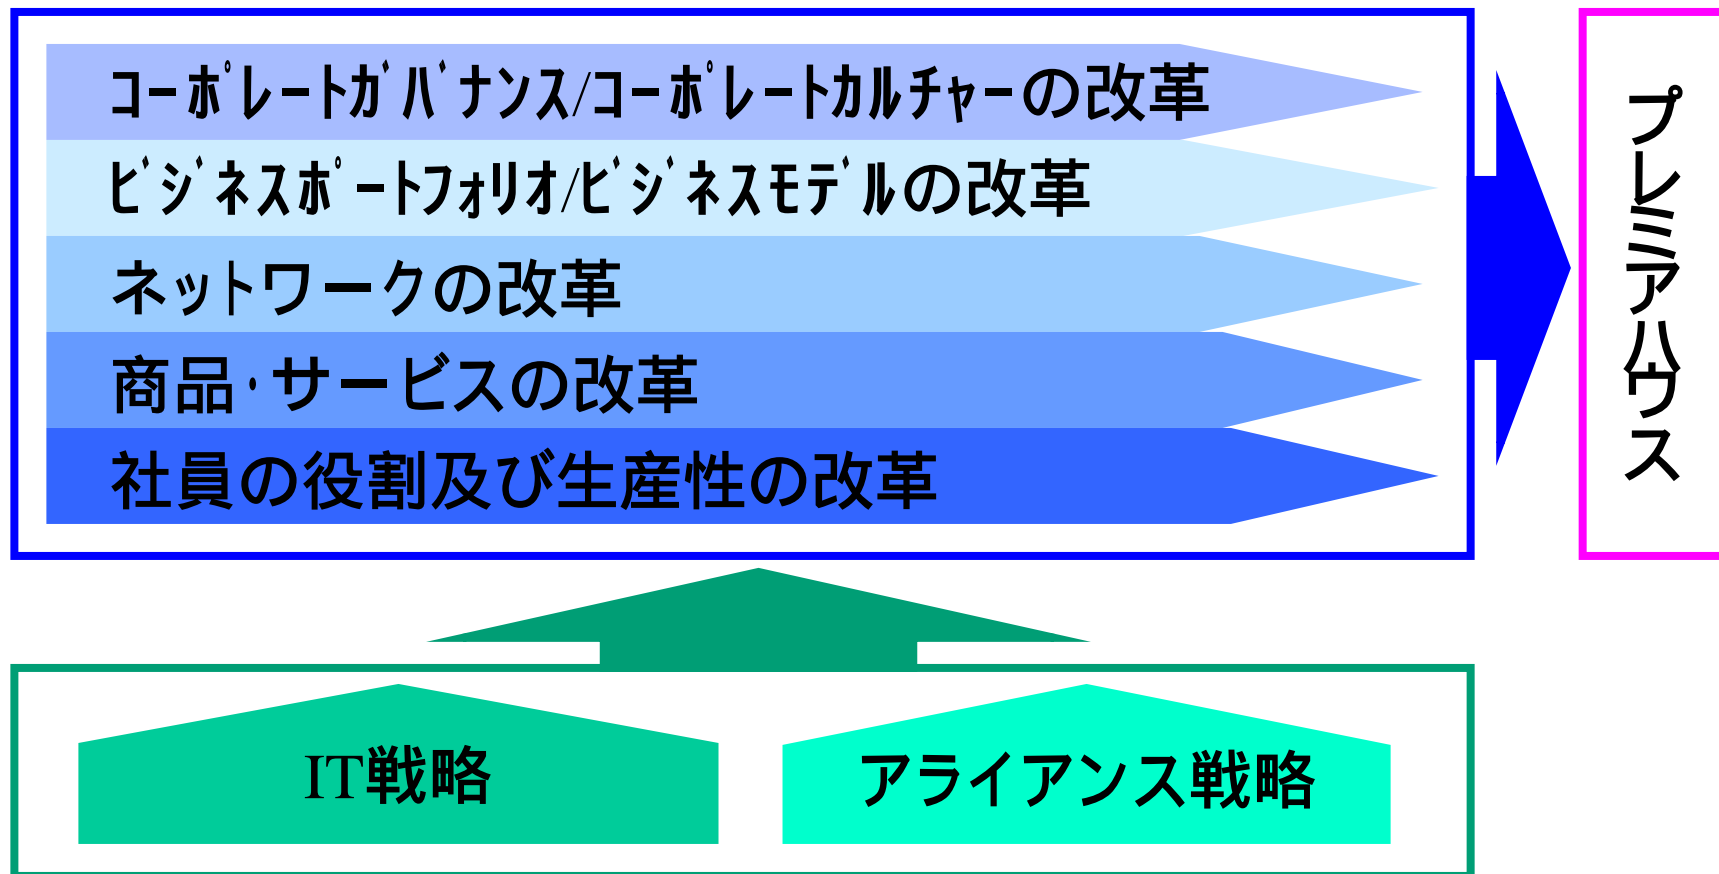 ｺｰﾎﾟﾚｰﾄｶﾞﾊﾞﾅﾝｽ/ｺｰﾎﾟﾚｰﾄｶﾙﾁｬｰの改革
ﾋﾞｼﾞﾈｽﾎﾟｰﾄﾌｫﾘｵ/ﾋﾞｼﾞﾈｽﾓﾃﾞﾙの改革
ネットワークの改革
商品・サービスの改革
社員の役割及び生産性の改革
プレミアハウス
IT戦略
アライアンス戦略